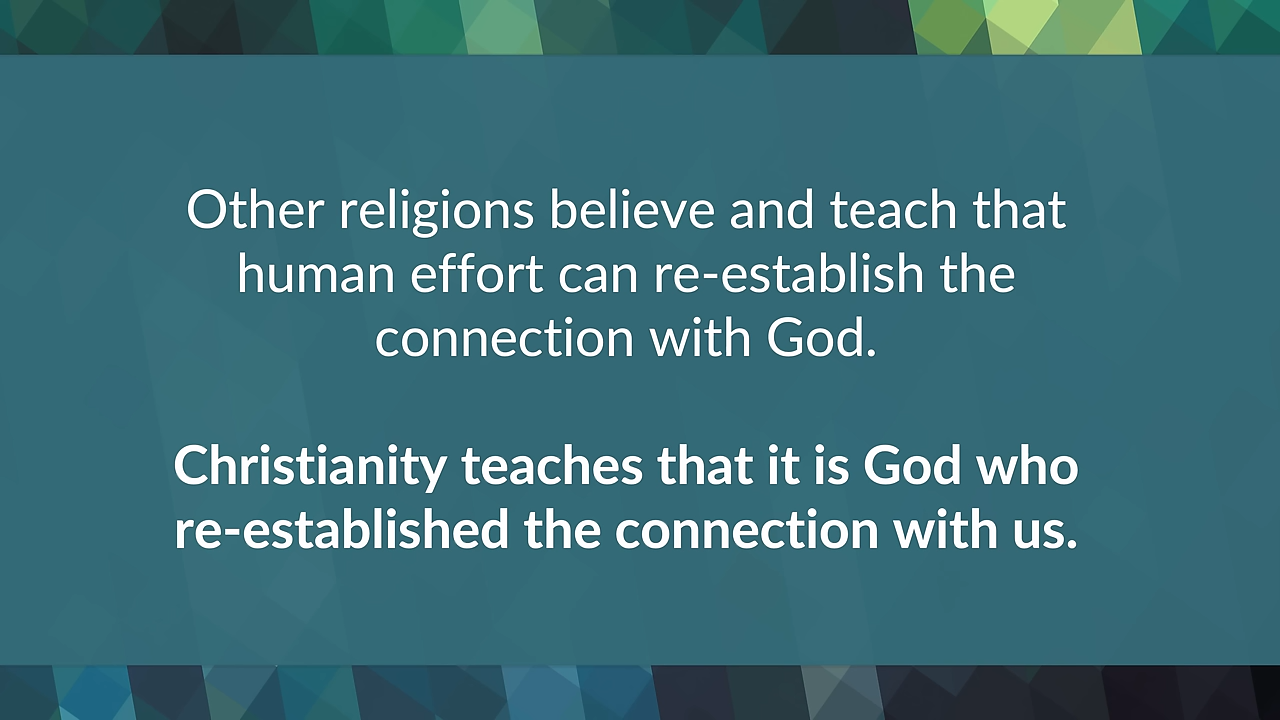 Other religions believe and teach that
human effort can re-establish the
connection with God.
Christianity teaches that it is God who
re-established the connection with us.